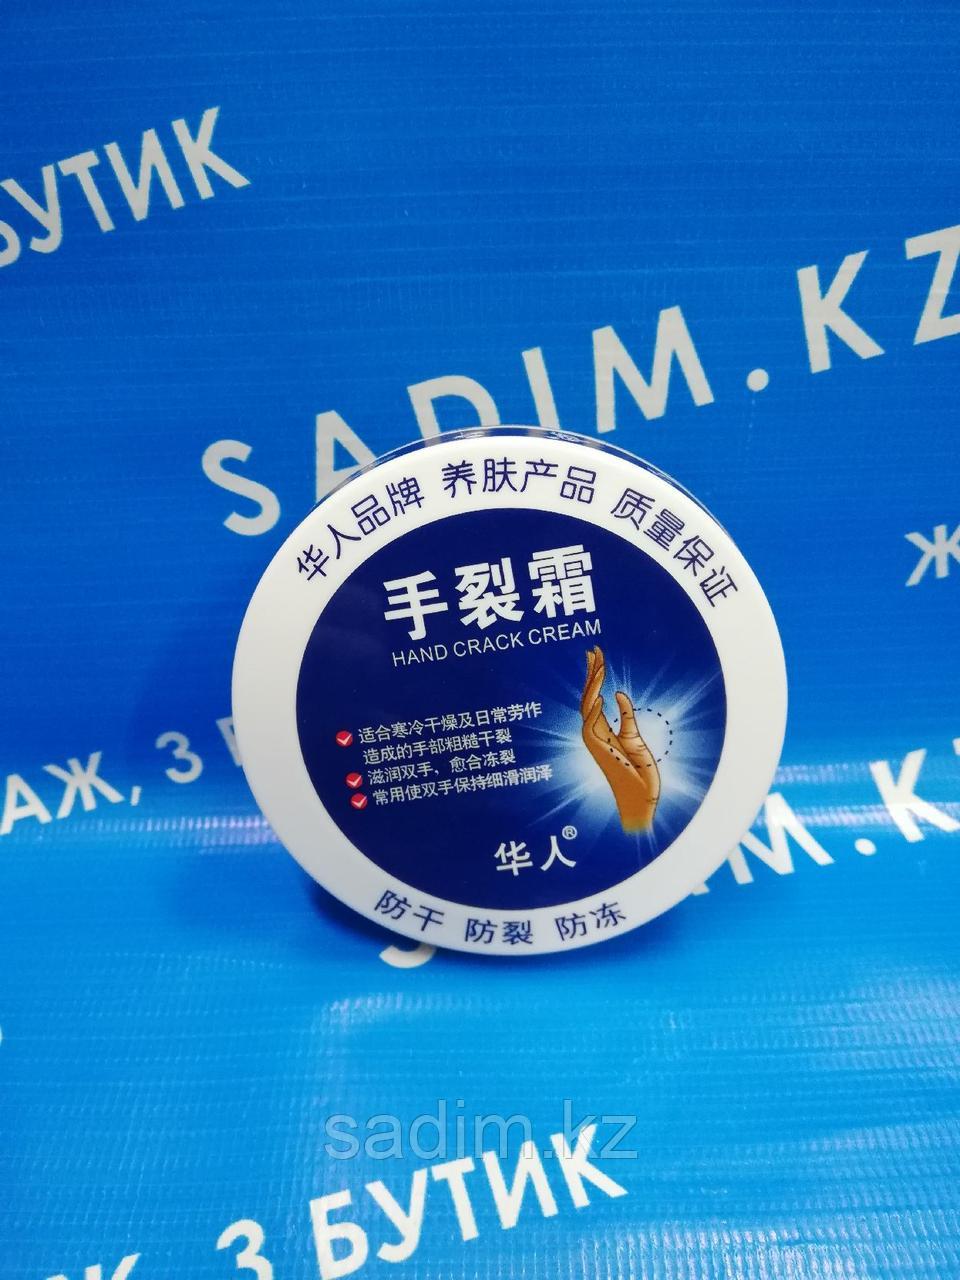 БУТИК
SADIM.KZ
华人品牌 养肤产品 质量保证
手裂霜
HAND CRACK CREAM
适合寒冷干燥及日常劳作
造成的手部粗糙干裂
滋润双手、愈合冻裂
常用使双手保持细滑润泽
华人®
防干 防裂 防冻
АЖ, 3
M.KZ
sadim.kz
Ж, 3 БУТИК